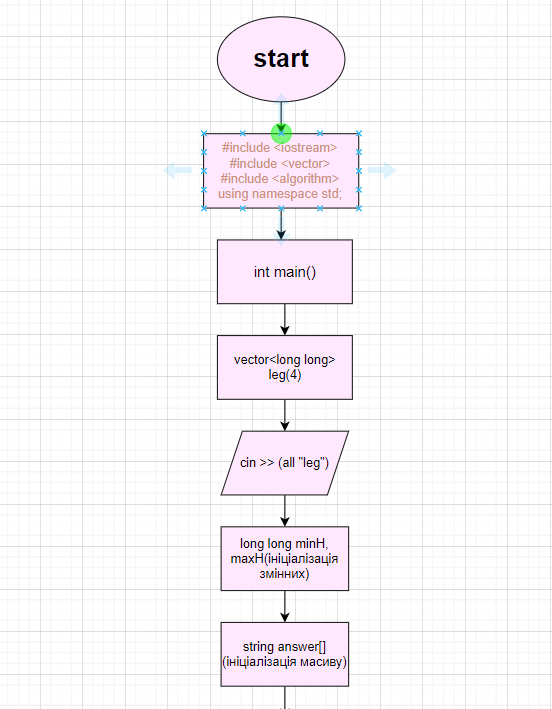 start
#include <iostream>
#include <vector>
#include <algorithm>
using namespace std;
int main()
vector<long long>
leg(4)
cin >> (all "leg")
long long minH,
maxH(ініціалізація
змінних)
string answer[]
(ініціалізація масиву)